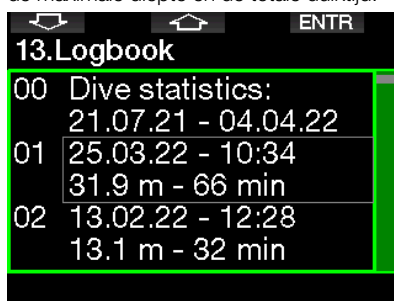 de maximale diepte en de totale duiktijd.
ENTR
13.Logbook
00 Dive statistics:
21.07.21 - 04.04.22
01 25.03.22 - 10:34
31.9 m - 66 min
02 13.02.22 - 12:28
13.1 m - 32 min